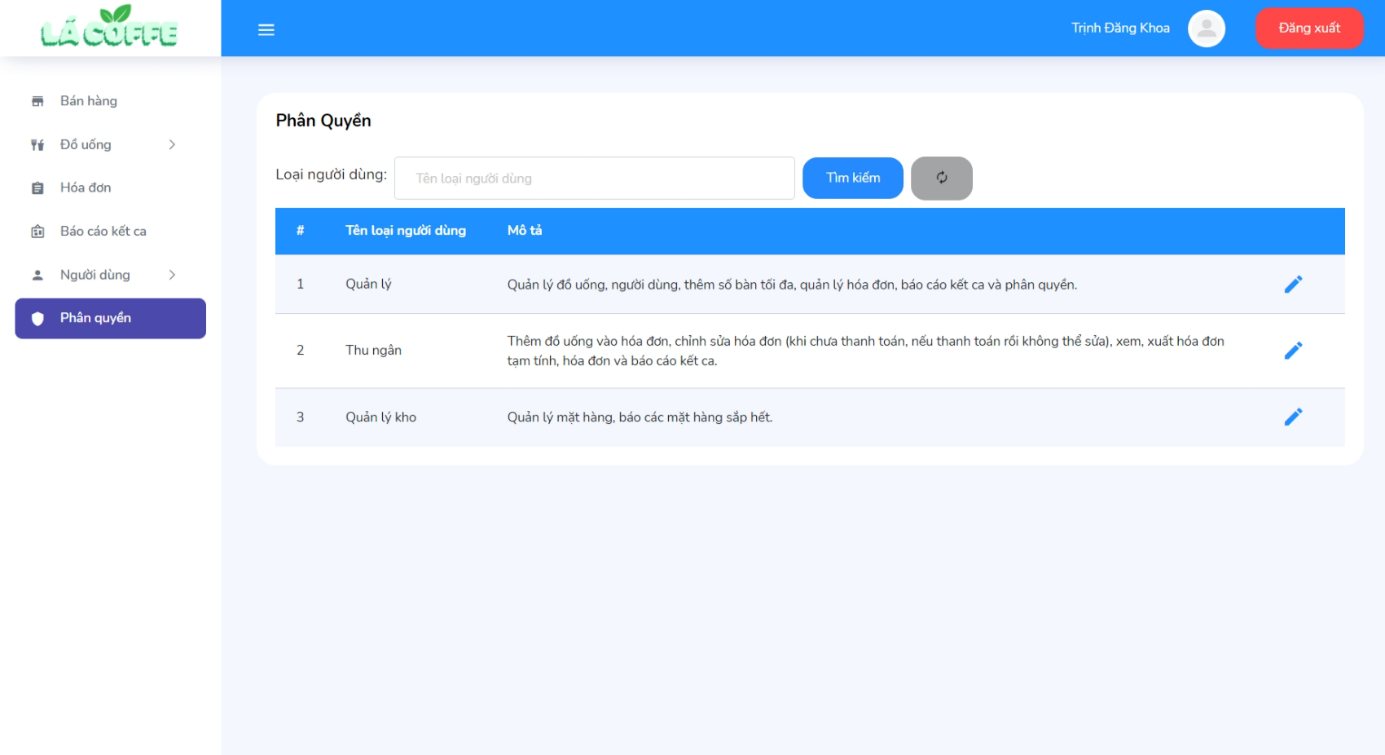 LÁ COFFE
Trịnh Đăng Khoa
Đăng xuất
Bán hàng
Đồ uống
Hóa đơn
Báo cáo kết ca
Người dùng
Phân quyền
Phân Quyền
Loại người dùng:
Tên loại người dùng
Tìm kiếm
# Tên loại người dùng Mô tả
1 Quản lý Quản lý đồ uống, người dùng, thêm số bàn tối đa, quản lý hóa đơn, báo cáo kết ca và phân quyền.
2 Thu ngân Thêm đồ uống vào hóa đơn, chỉnh sửa hóa đơn (khi chưa thanh toán, nếu thanh toán rồi không thể sửa), xem, xuất hóa đơn
tạm tính, hóa đơn và báo cáo kết ca.
3 Quản lý kho Quản lý mặt hàng, báo các mặt hàng sắp hết.